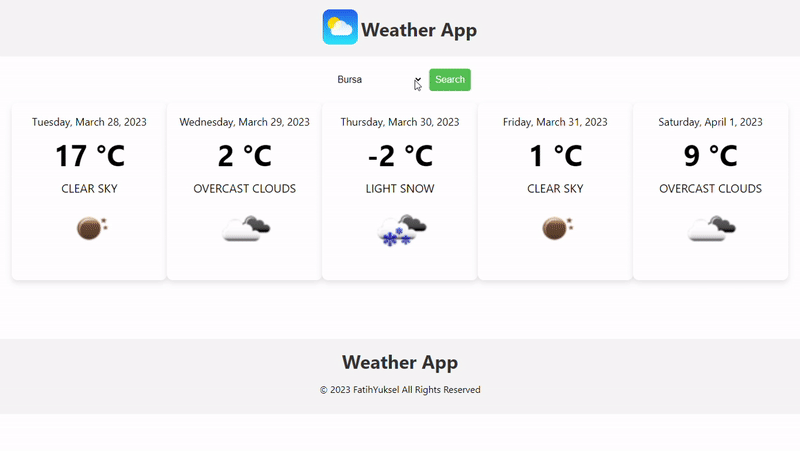 Weather App
Bursa
Search
Tuesday, March 28, 2023
17 °C
CLEAR SKY
Wednesday, March 29, 2023
2 °C
OVERCAST CLOUDS
Thursday, March 30, 2023
-2 °C
LIGHT SNOW
Friday, March 31, 2023
1 °C
CLEAR SKY
Saturday, April 1, 2023
9 °C
OVERCAST CLOUDS
Weather App
© 2023 FatihYuksel All Rights Reserved